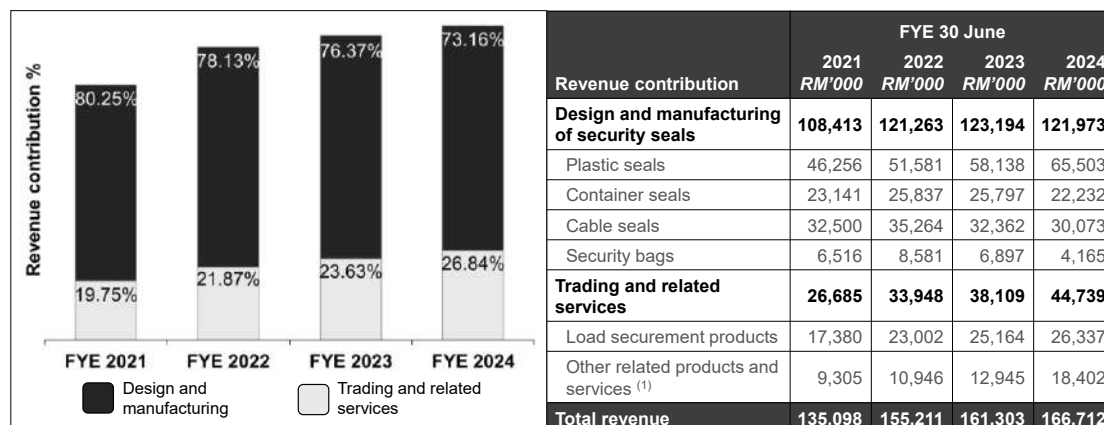 Revenue contribution %
80.25%
78.13%
76.37%
73.16%
19.75%
21.87%
23.63%
26.84%
FYE 2021 FYE 2022 FYE 2023 FYE 2024
Design and
manufacturing
Trading and related
services
FYE 30 June
2021 2022 2023 2024
Revenue contribution RM'000 RM'000 RM'000 RM'000
Design and manufacturing
of security seals 108,413 121,263 123,194 121,973
Plastic seals 46,256 51,581 58,138 65,503
Container seals 23,141 25,837 25,797 22,232
Cable seals 32,500 35,264 32,362 30,073
Security bags 6,516 8,581 6,897 4,165
Trading and related
services 26,685 33,948 38,109 44,739
Load securement products 17,380 23,002 25,164 26,337
Other related products and
services (1) 9,305 10,946 12,945 18,402
Total revenue 135,098 155,211 161,303 166,712